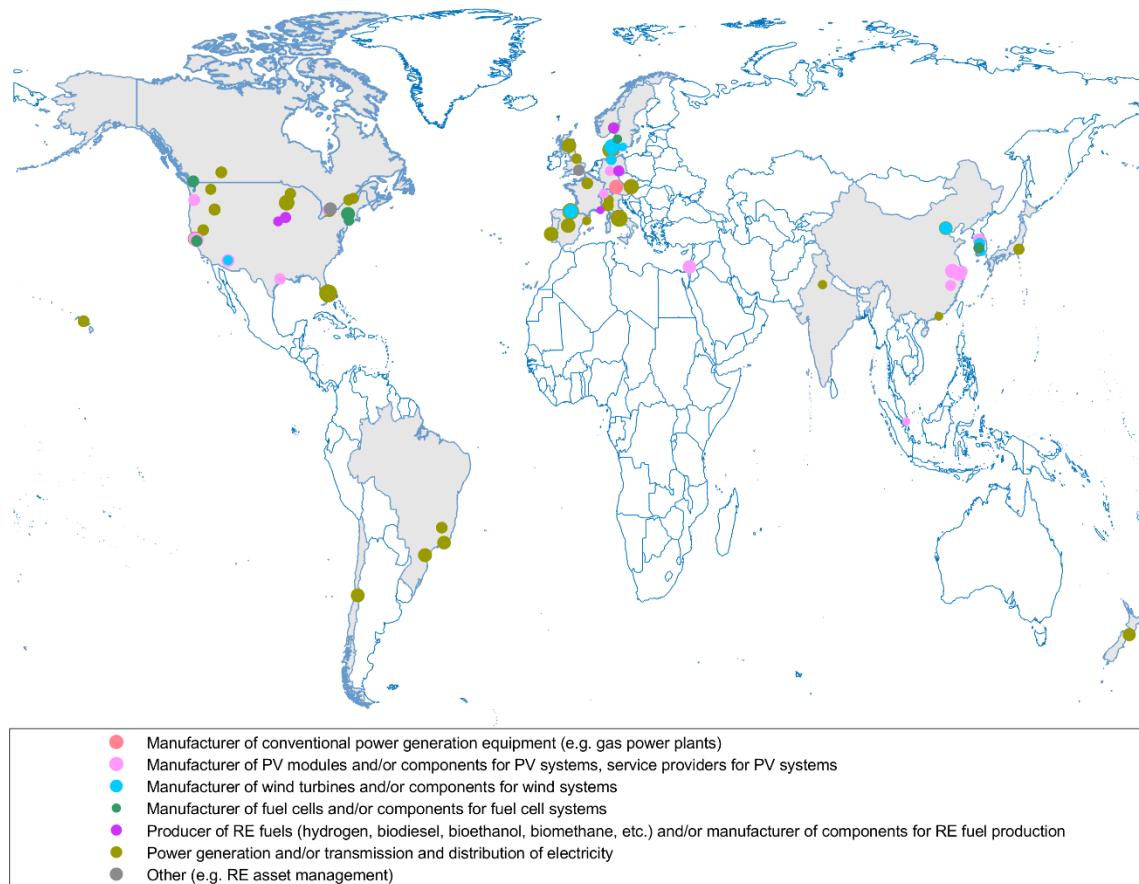 Manufacturer of conventional power generation equipment (e.g. gas power plants)
Manufacturer of PV modules and/or components for PV systems, service providers for PV systems
Manufacturer of wind turbines and/or components for wind systems
Manufacturer of fuel cells and/or components for fuel cell systems
Producer of RE fuels (hydrogen, biodiesel, bioethanol, biomethane, etc.) and/or manufacturer of components for RE fuel production
Power generation and/or transmission and distribution of electricity
Other (e.g. RE asset management)